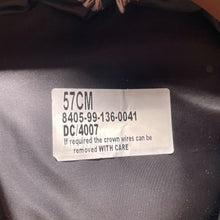 57CM
8405-99-136-0041
DC/4007
If required the crown wires can be
removed WITH CARE